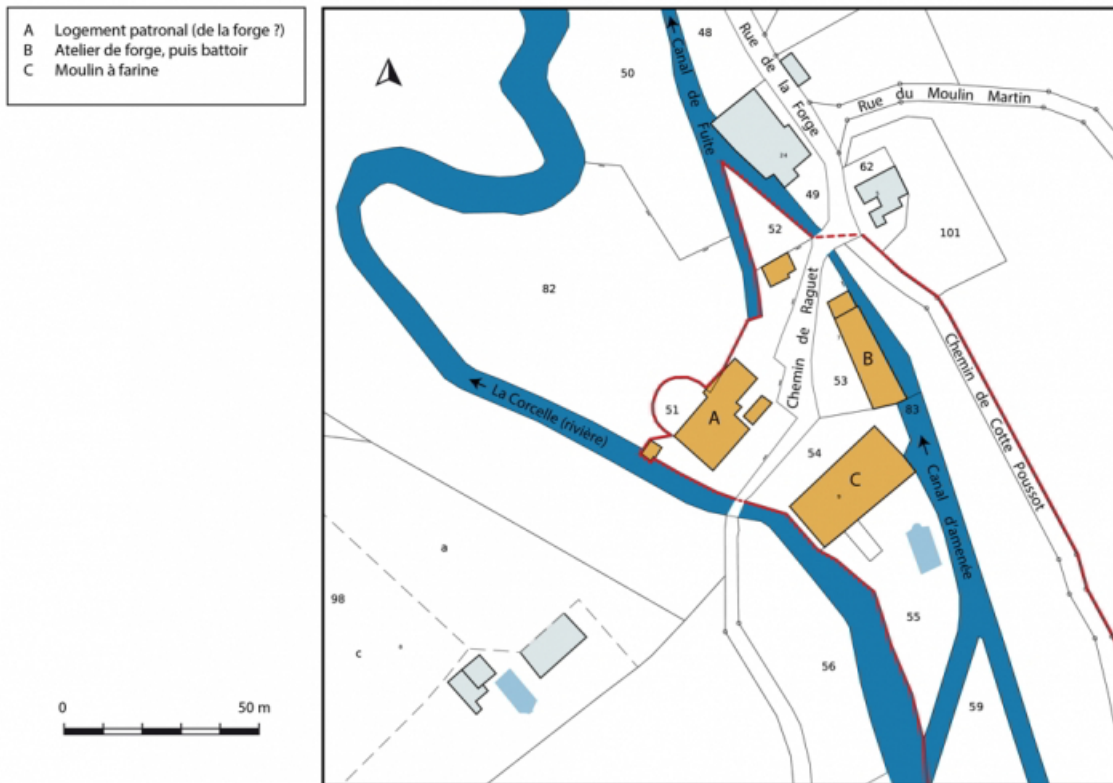 A Logement patronal (de la forge ?)
B Atelier de forge, puis battoir
C Moulin à farine
48
50
Canal de Fuite
Rue de la Forge
Rue du Moulin Martin
62
49
52
101
82
Chemin de Raguet
B
53
Chemin de Cotte Poussot
La Corcelle (rivière)
51
A
83
54
C
Canal d'amenée
a
98
c
55
56
59
0 50 m